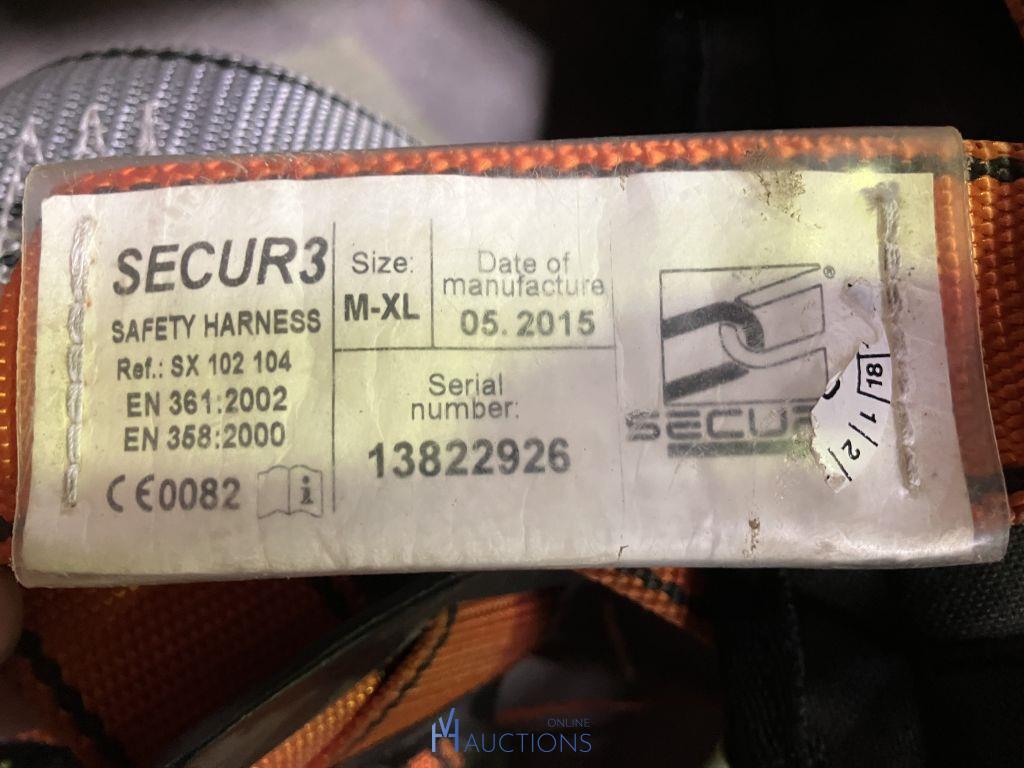 SECUR3
SAFETY HARNESS
Ref.: SX 102 104
EN 361:2002
EN 358:2000
CE0082
i
Size:
M-XL
Date of
manufacture
05. 2015
Serial
number:
13822926
®
SECUR
18 1/2/
VH ONLINE
AUCTIONS